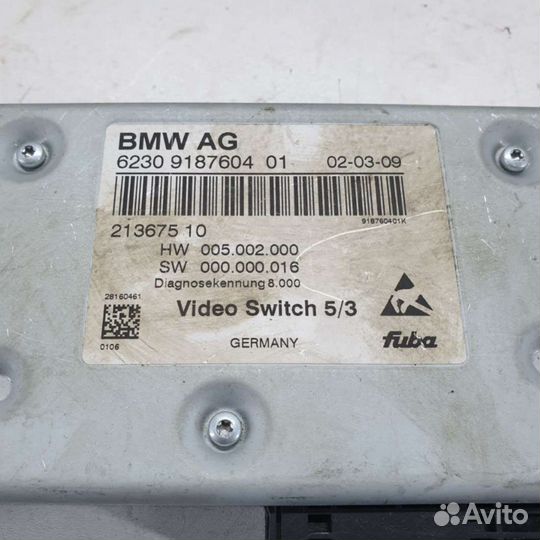 BMW AG
6230 9187604 01 02-03-09
918760401K
213675 10
HW 005.002.000
SW 000.000.016
Diagnosekennung 8.000
28160461
Video Switch 5/3
0106
GERMANY
fuba
Avito